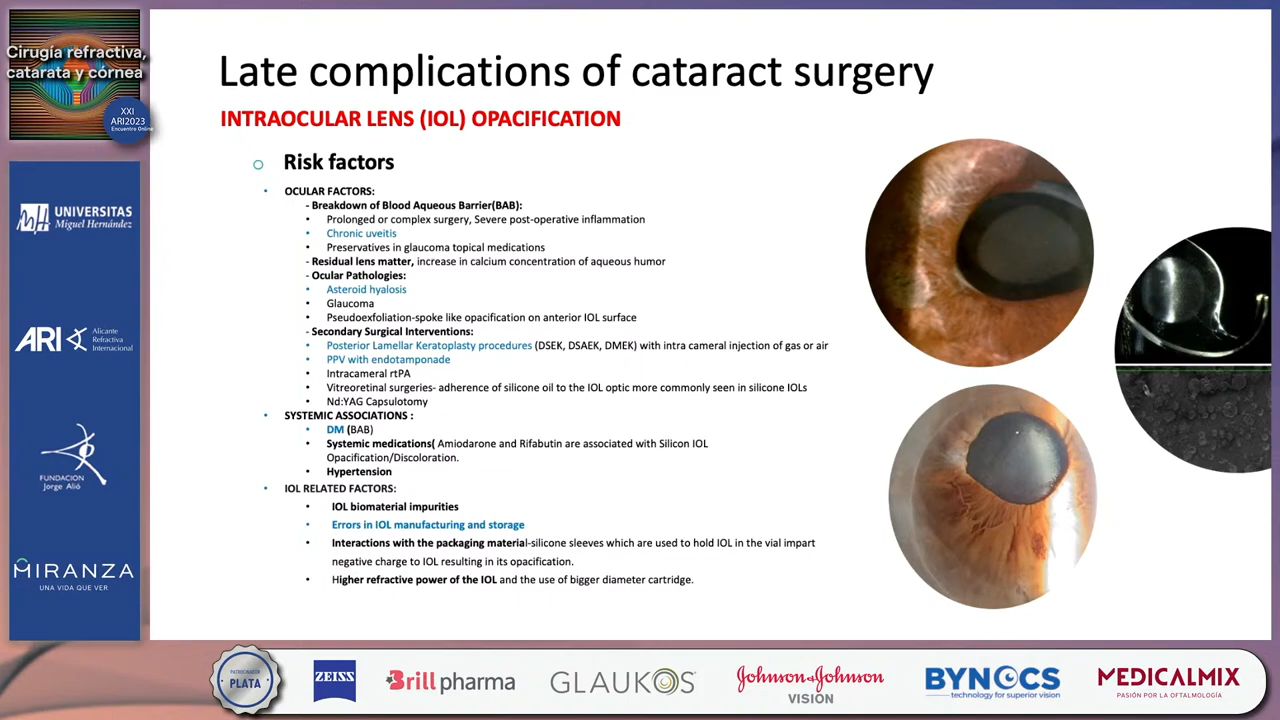 Cirugía refractiva,
catarata y córnea
XXI
ARI2023
Encuentro Online
UNIVERSITAS
Miguel Hernández
ARI
Alicante
Refractiva
Internacional
FUNDACION
Jorge Alió
MIRANZA
UNA VIDA QUE VER
Late complications of cataract surgery
INTRAOCULAR LENS (IOL) OPACIFICATION
Risk factors
OCULAR FACTORS:
- Breakdown of Blood Aqueous Barrier(BAB):
Prolonged or complex surgery, Severe post-operative inflammation
Chronic uveitis
Preservatives in glaucoma topical medications
- Residual lens matter, increase in calcium concentration of aqueous humor
- Ocular Pathologies:
Asteroid hyalosis
Glaucoma
Pseudoexfoliation-spoke like opacification on anterior IOL surface
- Secondary Surgical Interventions:
Posterior Lamellar Keratoplasty procedures (DSEK, DSAEK, DMEK) with intra cameral injection of gas or air
PPV with endotamponade
Intracameral rtPA
Vitreoretinal surgeries- adherence of silicone oil to the IOL optic more commonly seen in silicone IOLs
Nd:YAG Capsulotomy
SYSTEMIC ASSOCIATIONS :
DM (BAB)
Systemic medications( Amiodarone and Rifabutin are associated with Silicon IOL
Opacification/Discoloration.
Hypertension
IOL RELATED FACTORS:
IOL biomaterial impurities
Errors in IOL manufacturing and storage
Interactions with the packaging material-silicone sleeves which are used to hold IOL in the vial impart
negative charge to IOL resulting in its opacification.
Higher refractive power of the IOL and the use of bigger diameter cartridge.
PATROCINADOR
PLATA
ZEISS
Brill pharma
GLAUKOS
Johnson & Johnson
VISION
BYNOCS
technology for superior vision
MEDICALMIX
PASIÓN POR LA OFTALMOLOGÍA